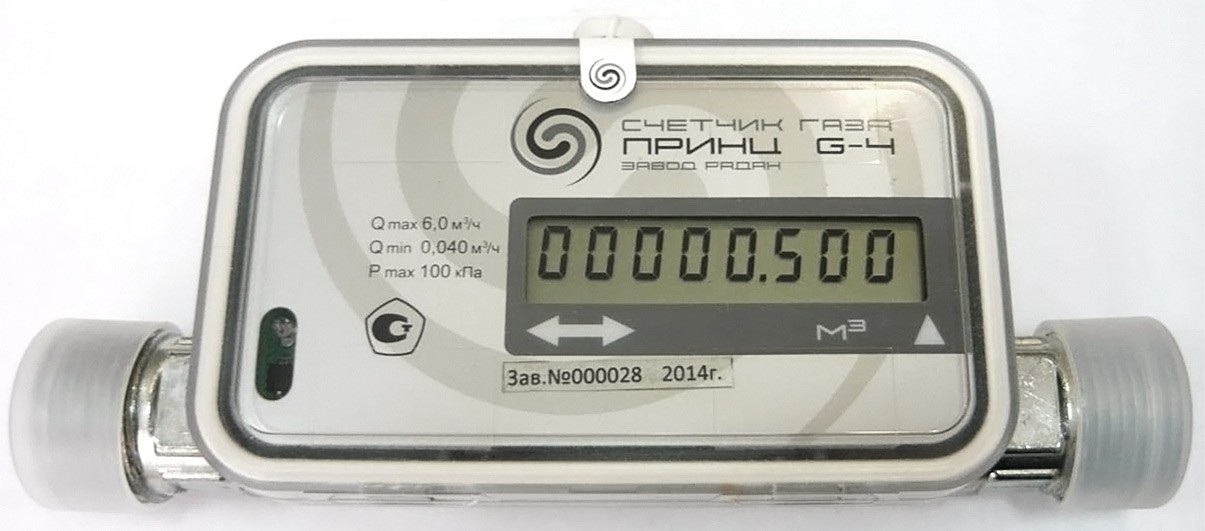 СЧЕТЧИК ГАЗА
ПРИНЦ G-4
ЗАВОД РАДАН
Q max 6,0 м³/ч
Q min 0,040 м³/ч
P max 100 кПа
00000.500
м³
Зав.№000028 2014г.